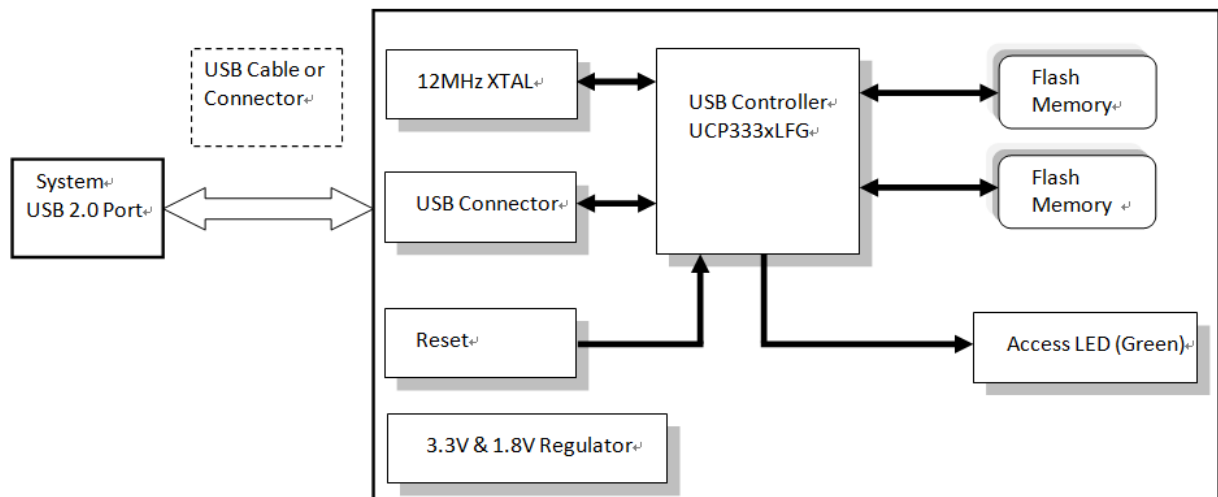 USB Cable or
Connector
System
USB 2.0 Port
12MHz XTAL
USB Connector
Reset
3.3V & 1.8V Regulator
USB Controller
UCP333xLFG
Flash
Memory
Flash
Memory
Access LED (Green)